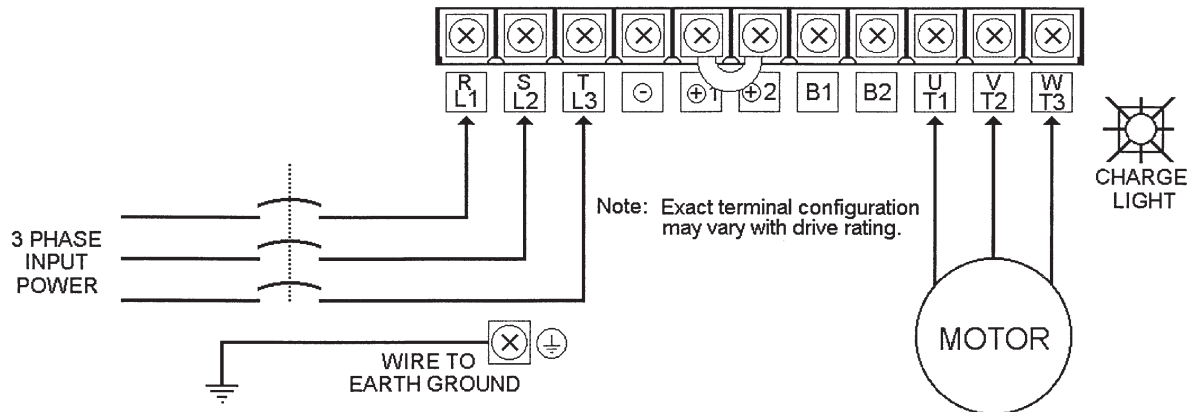 R S T U V W
L1 L2 L3 ⊖ ⊕1 ⊕2 B1 B2 T1 T2 T3
CHARGE
LIGHT
Note: Exact terminal configuration
may vary with drive rating.
3 PHASE
INPUT
POWER
MOTOR
WIRE TO
EARTH GROUND